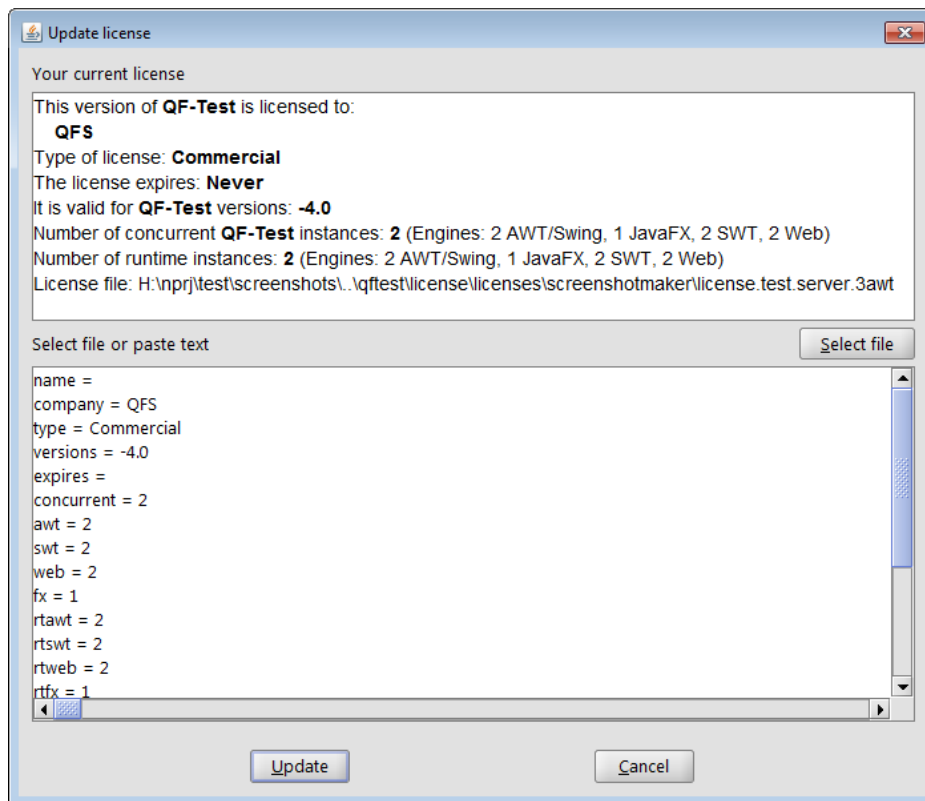 Update license
Your current license
This version of QF-Test is licensed to:
QFS
Type of license: Commercial
The license expires: Never
It is valid for QF-Test versions: -4.0
Number of concurrent QF-Test instances: 2 (Engines: 2 AWT/Swing, 1 JavaFX, 2 SWT, 2 Web)
Number of runtime instances: 2 (Engines: 2 AWT/Swing, 1 JavaFX, 2 SWT, 2 Web)
License file: H:\nprj\test\screenshots\..\qftest\license\licenses\screenshotmaker\license.test.server.3awt
Select file or paste text
Select file
name =
company = QFS
type = Commercial
versions = -4.0
expires =
concurrent = 2
awt = 2
swt = 2
web = 2
fx = 1
rtawt = 2
rtswt = 2
rtweb = 2
rtfx = 1
Update
Cancel